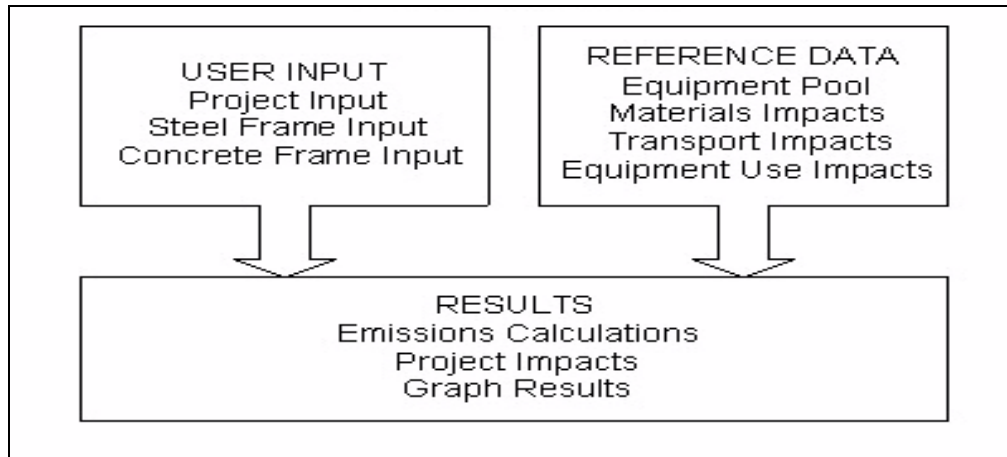 USER INPUT
Project Input
Steel Frame Input
Concrete Frame Input
REFERENCE DATA
Equipment Pool
Materials Impacts
Transport Impacts
Equipment Use Impacts
RESULTS
Emissions Calculations
Project Impacts
Graph Results